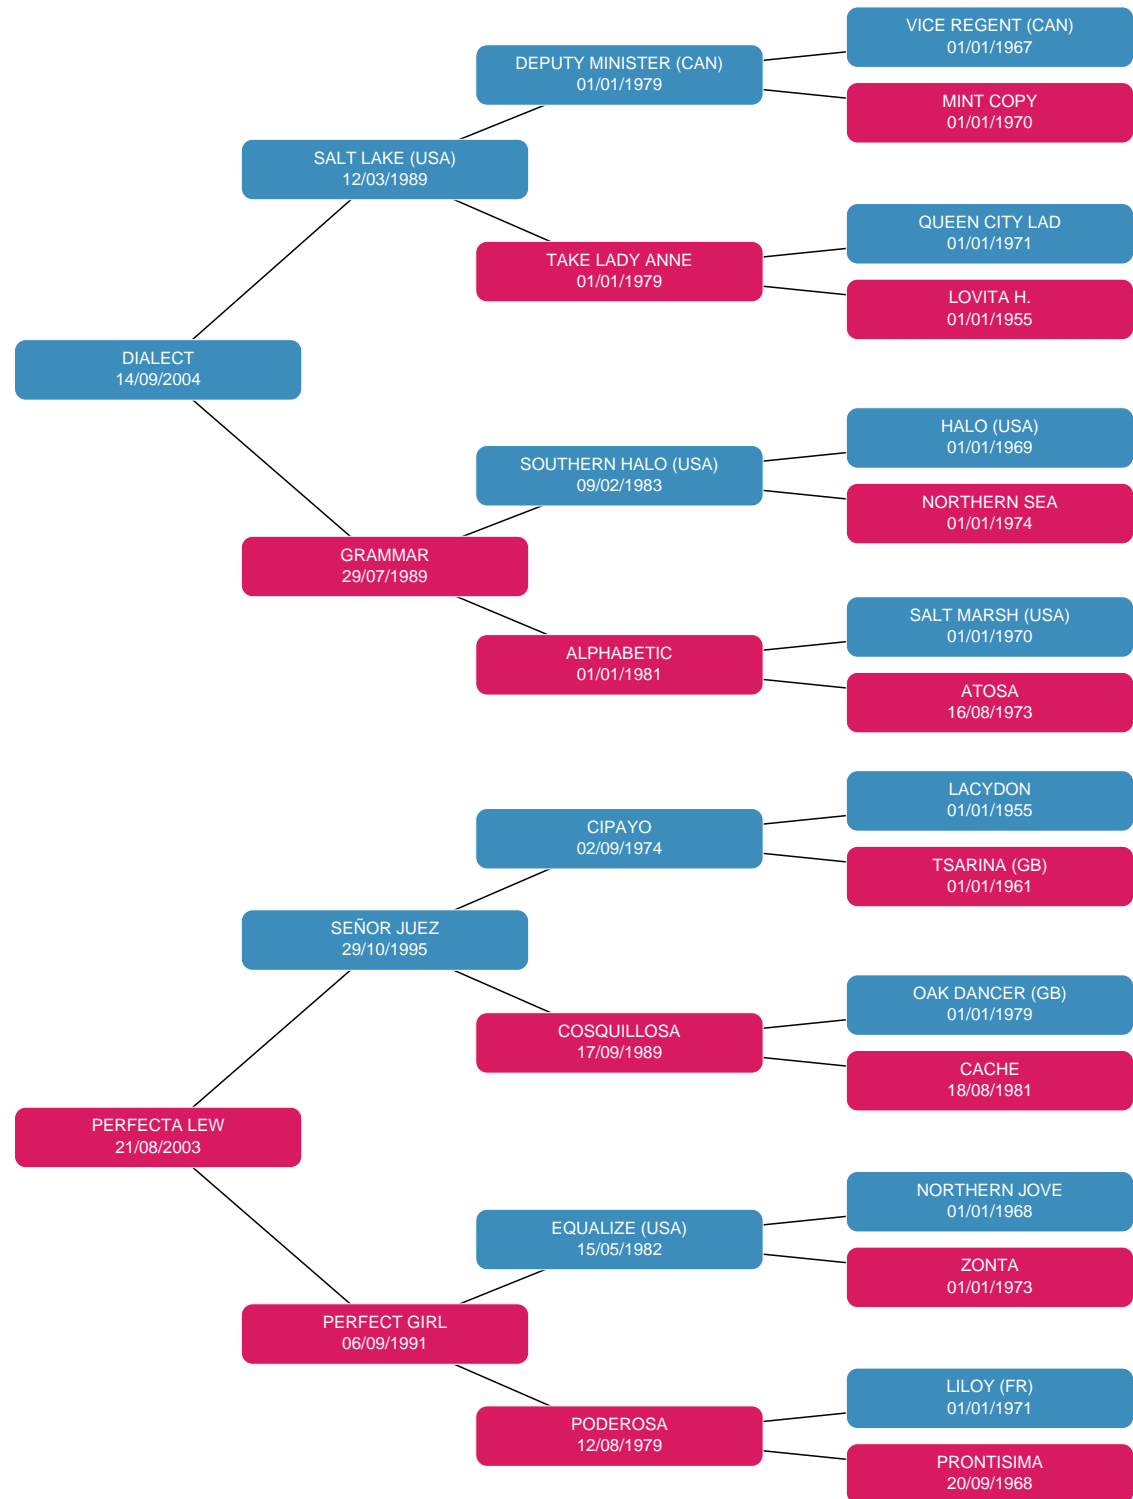 VICE REGENT (CAN)
01/01/1967
DEPUTY MINISTER (CAN)
01/01/1979
MINT COPY
01/01/1970
SALT LAKE (USA)
12/03/1989
QUEEN CITY LAD
01/01/1971
TAKE LADY ANNE
01/01/1979
LOVITA H.
01/01/1955
DIALECT
14/09/2004
HALO (USA)
01/01/1969
SOUTHERN HALO (USA)
09/02/1983
NORTHERN SEA
01/01/1974
GRAMMAR
29/07/1989
SALT MARSH (USA)
01/01/1970
ALPHABETIC
01/01/1981
ATOSA
16/08/1973
LACYDON
01/01/1955
CIPAYO
02/09/1974
TSARINA (GB)
01/01/1961
SEÑOR JUEZ
29/10/1995
OAK DANCER (GB)
01/01/1979
COSQUILLOSA
17/09/1989
CACHE
18/08/1981
PERFECTA LEW
21/08/2003
NORTHERN JOVE
01/01/1968
EQUALIZE (USA)
15/05/1982
ZONTA
01/01/1973
PERFECT GIRL
06/09/1991
LILOY (FR)
01/01/1971
PODEROSA
12/08/1979
PRONTISIMA
20/09/1968